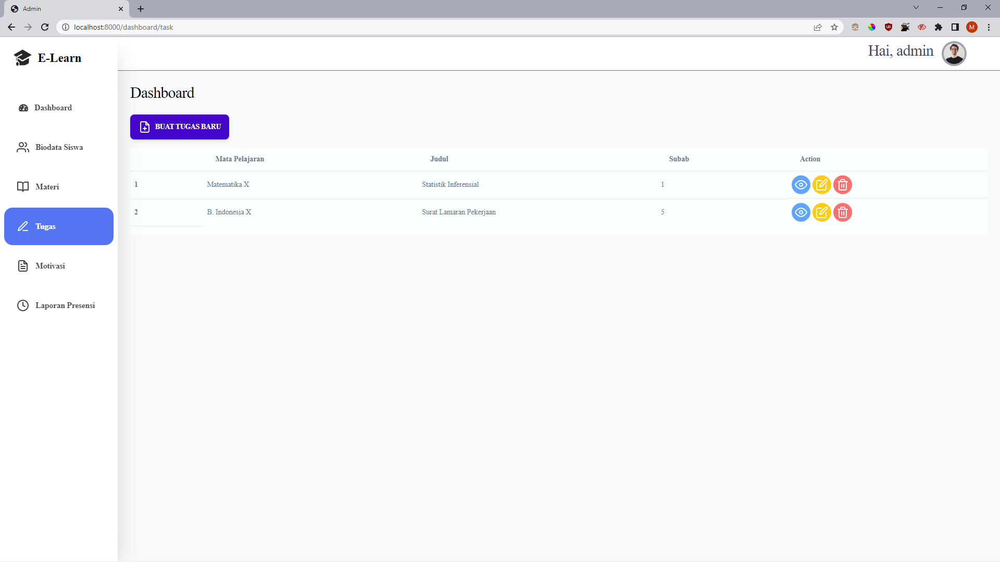 Admin
localhost:8000/dashboard/task
M
E-Learn
Hai, admin
Dashboard
Biodata Siswa
Materi
Tugas
Motivasi
Laporan Presensi
Dashboard
BUAT TUGAS BARU
Mata Pelajaran Judul Subab Action
1 Matematika X Statistik Inferensial 1
2 B. Indonesia X Surat Lamaran Pekerjaan 5